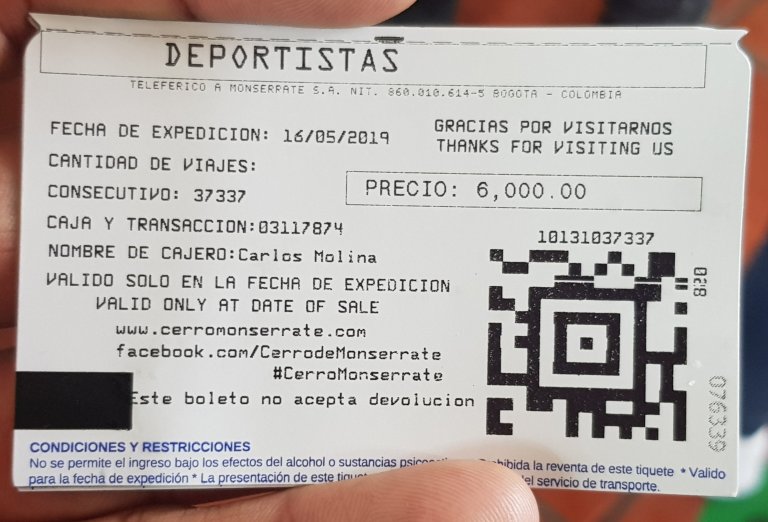 DEPORTISTAS
TELEFERICO A MONSERRATE S.A. NIT. 860.010.614-5 BOGOTA - COLOMBIA
FECHA DE EXPEDICION: 16/05/2019
GRACIAS POR VISITARNOS
THANKS FOR VISITING US
CANTIDAD DE VIAJES:
CONSECUTIVO: 37337
PRECIO: 6,000.00
CAJA Y TRANSACCION:03117874
NOMBRE DE CAJERO:Carlos Molina
VALIDO SOLO EN LA FECHA DE EXPEDICION
VALID ONLY AT DATE OF SALE
www.cerromonserrate.com
facebook.com/CerrodeMonserrate
#CerroMonserrate
Este boleto no acepta devolucion
10131037337
028
076339
CONDICIONES Y RESTRICCIONES
No se permite el ingreso bajo los efectos del alcohol o sustancias la reventa de este tiquete * Valido
para la fecha de expedición * La presentación de este del servicio de transporte.